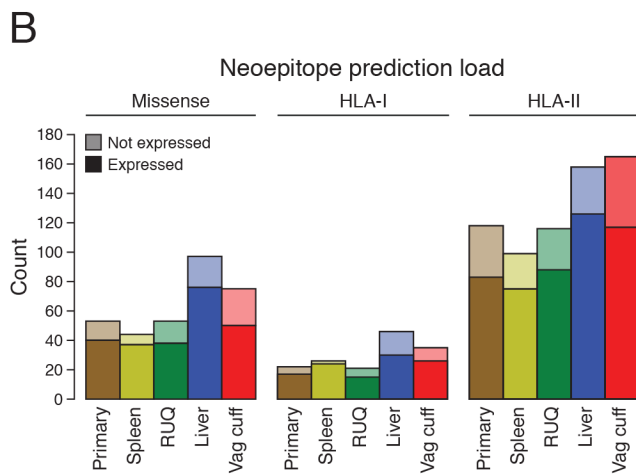 B
Neoepitope prediction load
Missense
HLA-I
HLA-II
Not expressed
Expressed
Count
180
160
140
120
100
80
60
40
20
0
Primary
Spleen
RUQ
Liver
Vag cuff
Primary
Spleen
RUQ
Liver
Vag cuff
Primary
Spleen
RUQ
Liver
Vag cuff